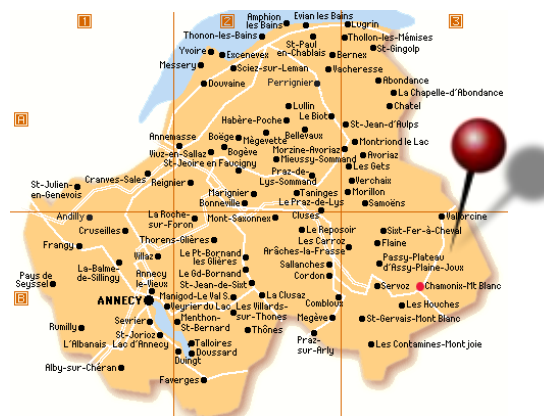 1
2
3
Amphion
les Bains
Evian les Bains
Lugrin
Thonon-les-Bains
St-Paul
en-Chablais
Thollon-les-Mémises
St-Gingolp
Yvoire
Excenevex
Bernex
Messery
Sciez-sur-Leman
Vacheresse
Douvaine
Perrignier
Abondance
La Chapelle-d'Abondance
Lullin
Chatel
Habère-Poche
Le Biot
A
Annemasse
Boëge
Bellevaux
St-Jean-d'Aulps
Mègevette
Montriond le Lac
Viuz-en-Sallaz
Bogève
Morzine-Avoriaz
Avoriaz
St-Jeoire en Faucigny
Mieussy-Sommand
Les Gets
Cranves-Sales
Praz-de-
Lys-Sommand
Verchaix
St-Julien-
en-Genevois
Reignier
Marignier
Taninges
Morillon
Bonneville
Le Praz-de-Lys
Samoëns
Andilly
La Roche-
sur-Foron
Mont-Saxonnex
Cluses
Vallorcine
Cruseilles
Le Reposoir
Sixt-Fer-à-Cheval
Frangy
Thorens-Glières
Les Carroz
Flaine
Arâches-la-Frasse
Villaz
Le Pt-Bornand
les Glières
Passy-Plateau
d'Assy-Plaine-Joux
La-Balme-
de-Sillingy
Sallanches
Pays de
Seyssel
Annecy
le-Vieux
Le Gd-Bornand
Cordon
St-Jean-de-Sixt
Servoz
Chamonix-Mt Blanc
B
ANNECY
Manigod-Le Val S
La Clusaz
Combloux
Veyrier du Lac
Les Villards-
sur-Thones
Les Houches
Sevrier
Menthon-
St-Bernard
Megève
St-Gervais-Mont Blanc
Rumilly
St-Jorioz
Thônes
L'Albanais
Lac d'Annecy
Talloires
Praz-
sur-Arly
Les Contamines-Montjoie
Doussard
Duingt
Alby-sur-Chéran
Faverges